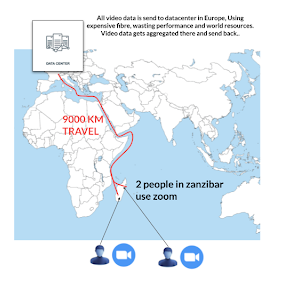 All video data is send to datacenter in Europe, Using
expensive fibre, wasting performance and world resources.
Video data gets aggregated there and send back..
DATA CENTER
9000 KM
TRAVEL
2 people in zanzibar
use zoom